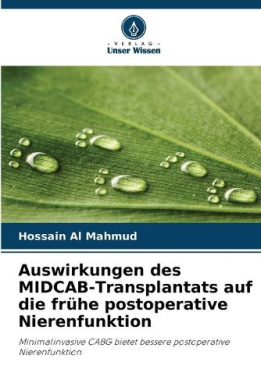 - VERLAG -
Unser Wissen
Hossain Al Mahmud
Auswirkungen des
MIDCAB-Transplantats auf
die frühe postoperative
Nierenfunktion
Minimalinvasive CABG bietet bessere postoperative
Nierenfunktion